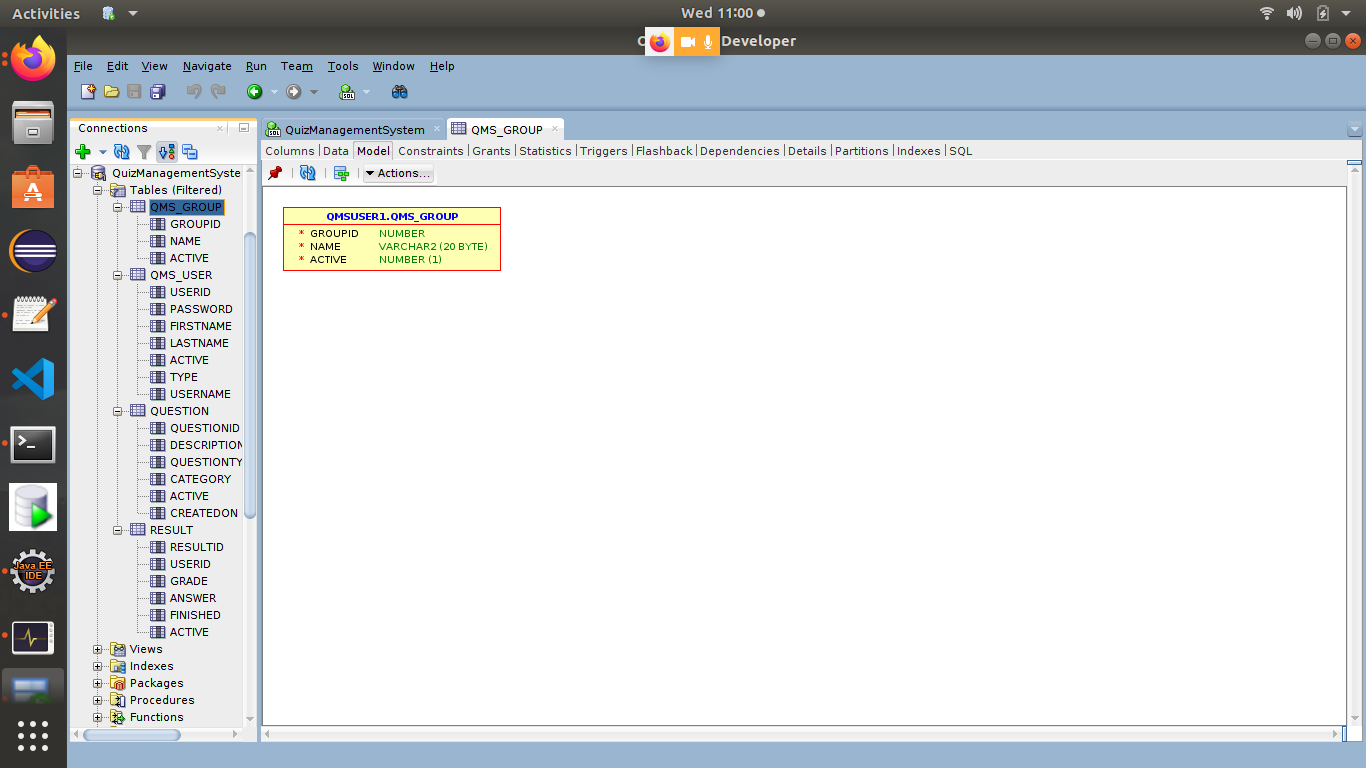 Activities
Wed 11:00
Developer
File Edit View Navigate Run Team Tools Window Help
Connections
QuizManagementSyste
Tables (Filtered)
QMS_GROUP
GROUPID
NAME
ACTIVE
QMS_USER
USERID
PASSWORD
FIRSTNAME
LASTNAME
ACTIVE
TYPE
USERNAME
QUESTION
QUESTIONID
DESCRIPTION
QUESTIONTY
CATEGORY
ACTIVE
CREATEDON
RESULT
RESULTID
USERID
GRADE
ANSWER
FINISHED
ACTIVE
Views
Indexes
Packages
Procedures
Functions
QuizManagementSystem
QMS_GROUP
Columns Data Model Constraints Grants Statistics Triggers Flashback Dependencies Details Partitions Indexes SQL
Actions...
QMSUSER1.QMS_GROUP
* GROUPID NUMBER
* NAME VARCHAR2 (20 BYTE)
* ACTIVE NUMBER (1)
SQL
Java EE
IDE